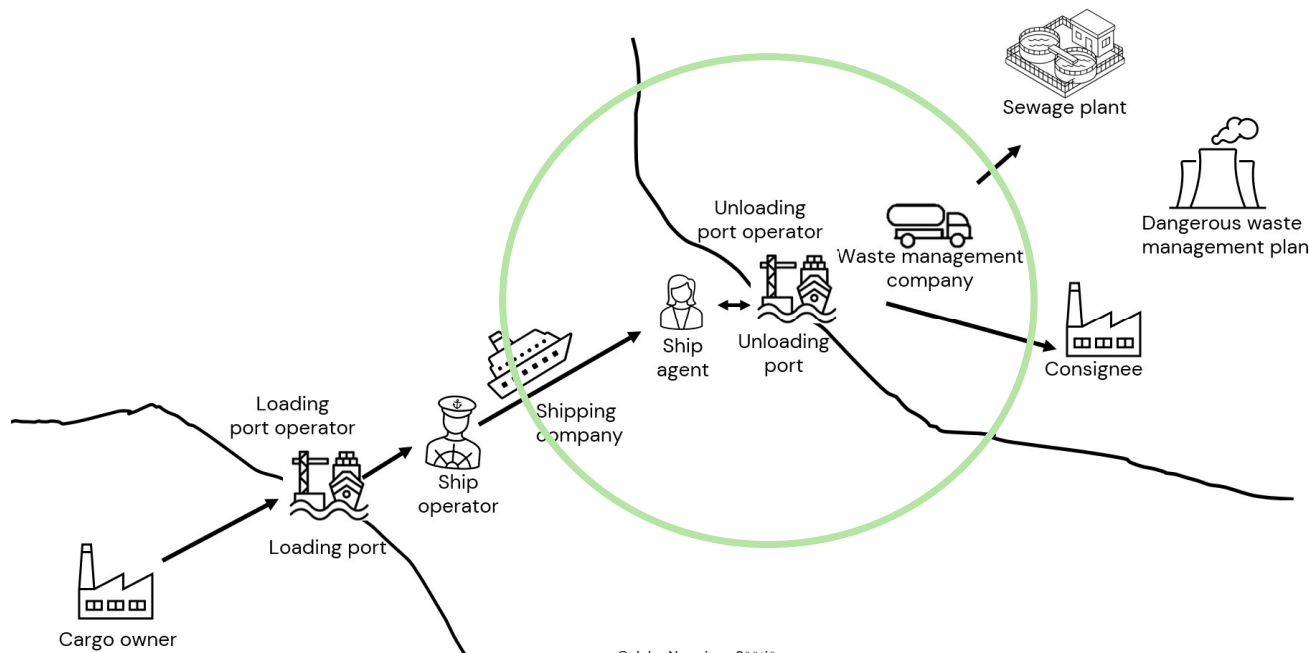 Sewage plant
Dangerous waste
management plan
Unloading
port operator
Waste management
company
Ship
agent
Unloading
port
Consignee
Shipping
company
Loading
port operator
Ship
operator
Loading port
Cargo owner